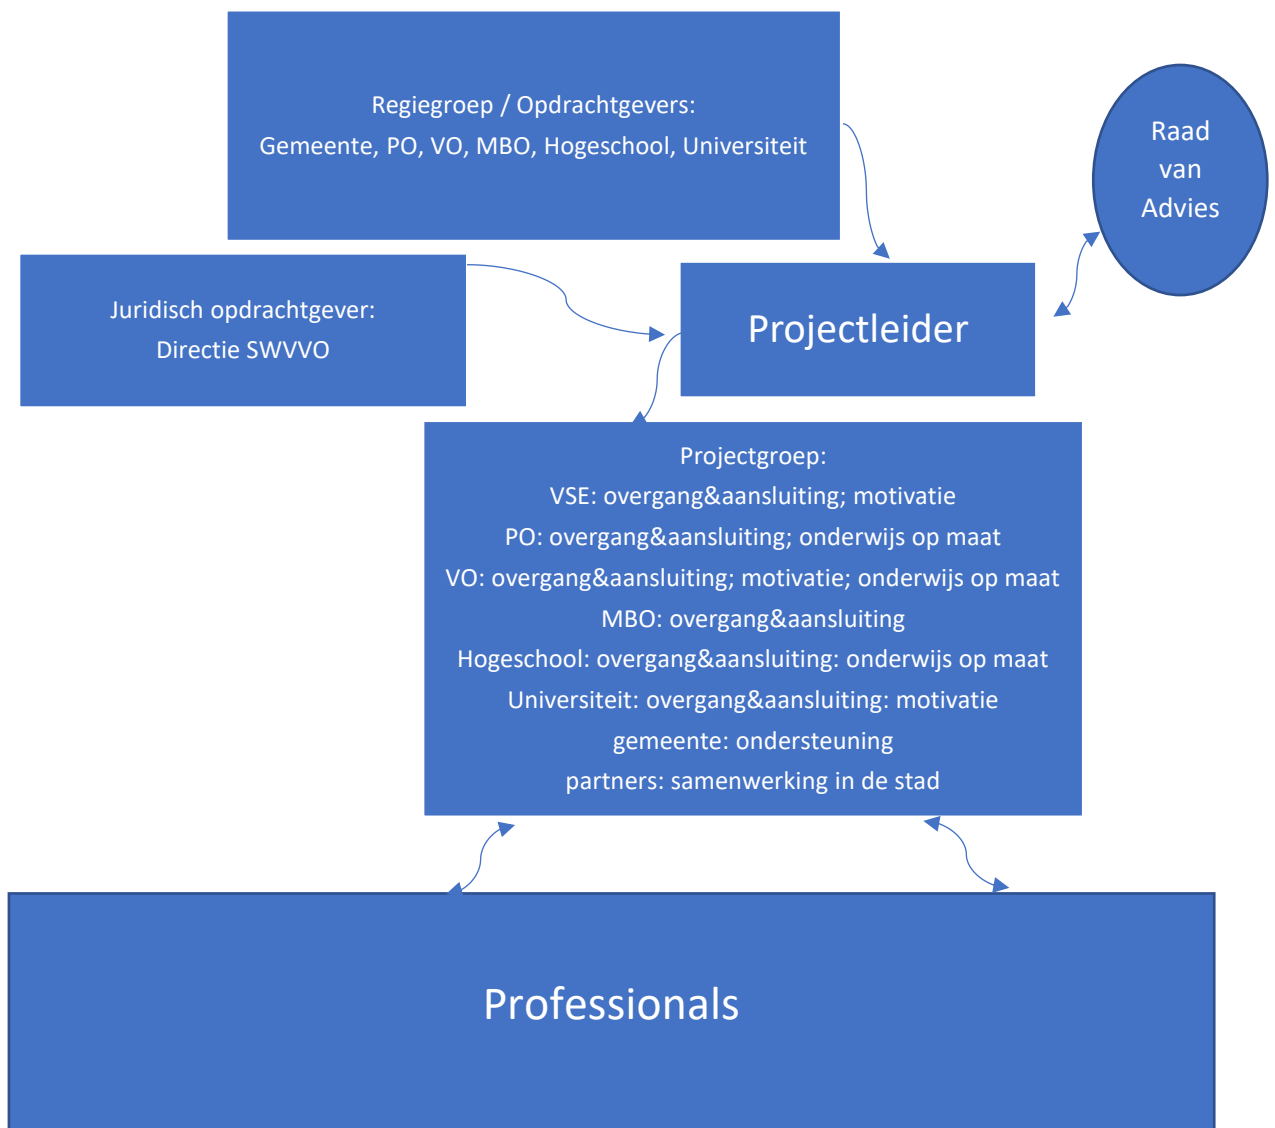 Regiegroep / Opdrachtgevers:
Gemeente, PO, VO, MBO, Hogeschool, Universiteit
Raad
van
Advies
Juridisch opdrachtgever:
Directie SWVVO
Projectleider
Projectgroep:
VSE: overgang&aansluiting; motivatie
PO: overgang&aansluiting; onderwijs op maat
VO: overgang&aansluiting; motivatie; onderwijs op maat
MBO: overgang&aansluiting
Hogeschool: overgang&aansluiting: onderwijs op maat
Universiteit: overgang&aansluiting: motivatie
gemeente: ondersteuning
partners: samenwerking in de stad
Professionals